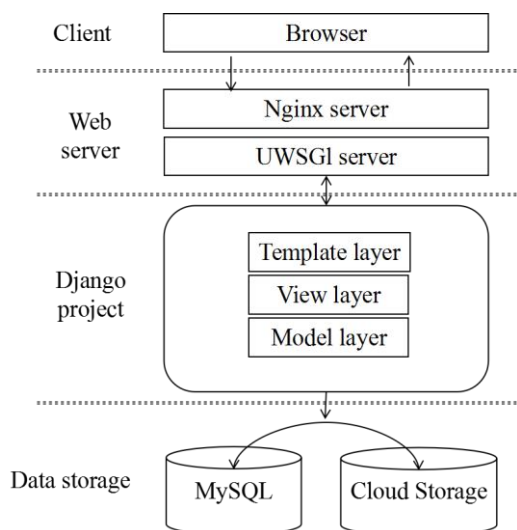 Client
Browser
Web
server
Nginx server
UWSGl server
Django
project
Template layer
View layer
Model layer
Data storage
MySQL
Cloud Storage